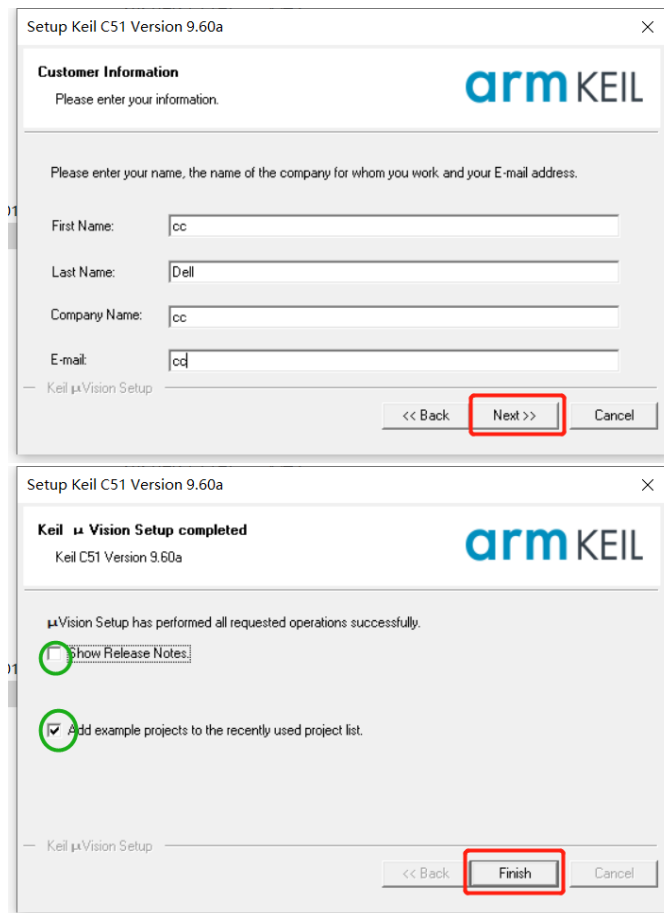 Setup Keil C51 Version 9.60a
Customer Information
Please enter your information.
arm KEIL
Please enter your name, the name of the company for whom you work and your E-mail address.
First Name: cc
Last Name: Dell
Company Name: cc
E-mail: cc
Keil µVision Setup
<< Back Next >> Cancel
Setup Keil C51 Version 9.60a
Keil µ Vision Setup completed
Keil C51 Version 9.60a
arm KEIL
µVision Setup has performed all requested operations successfully.
Show Release Notes.
Add example projects to the recently used project list.
Keil µVision Setup
<< Back Finish Cancel